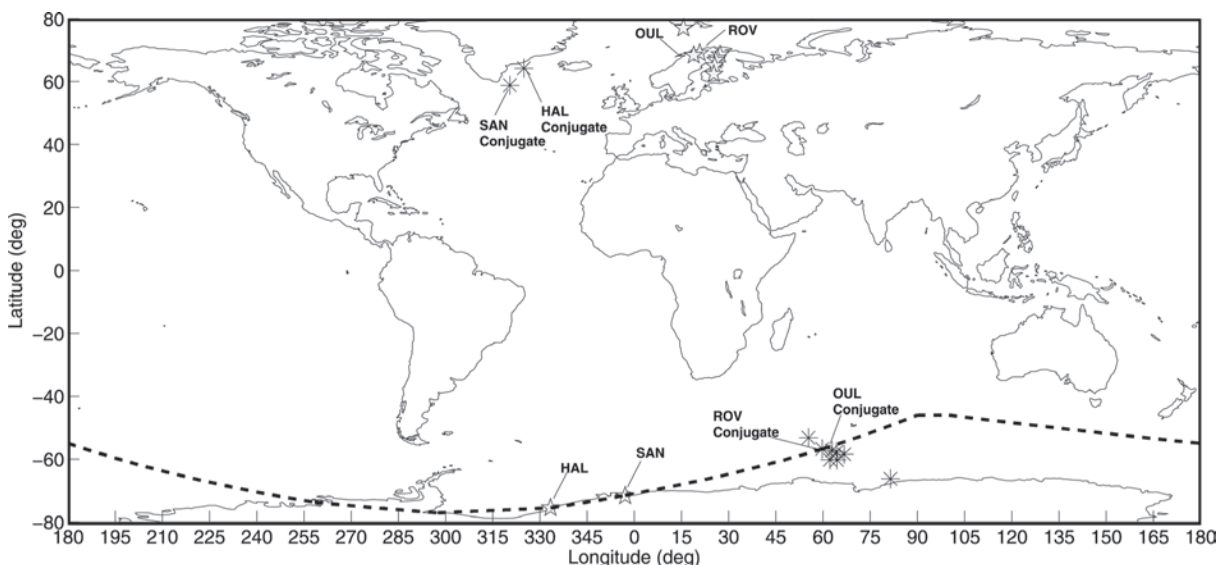 80
60
40
20
0
−20
−40
−60
−80
Latitude (deg)
OUL
ROV
SAN
Conjugate
HAL
Conjugate
OUL
Conjugate
ROV
Conjugate
HAL
SAN
180 195 210 225 240 255 270 285 300 315 330 345 0 15 30 45 60 75 90 105 120 135 150 165 180
Longitude (deg)